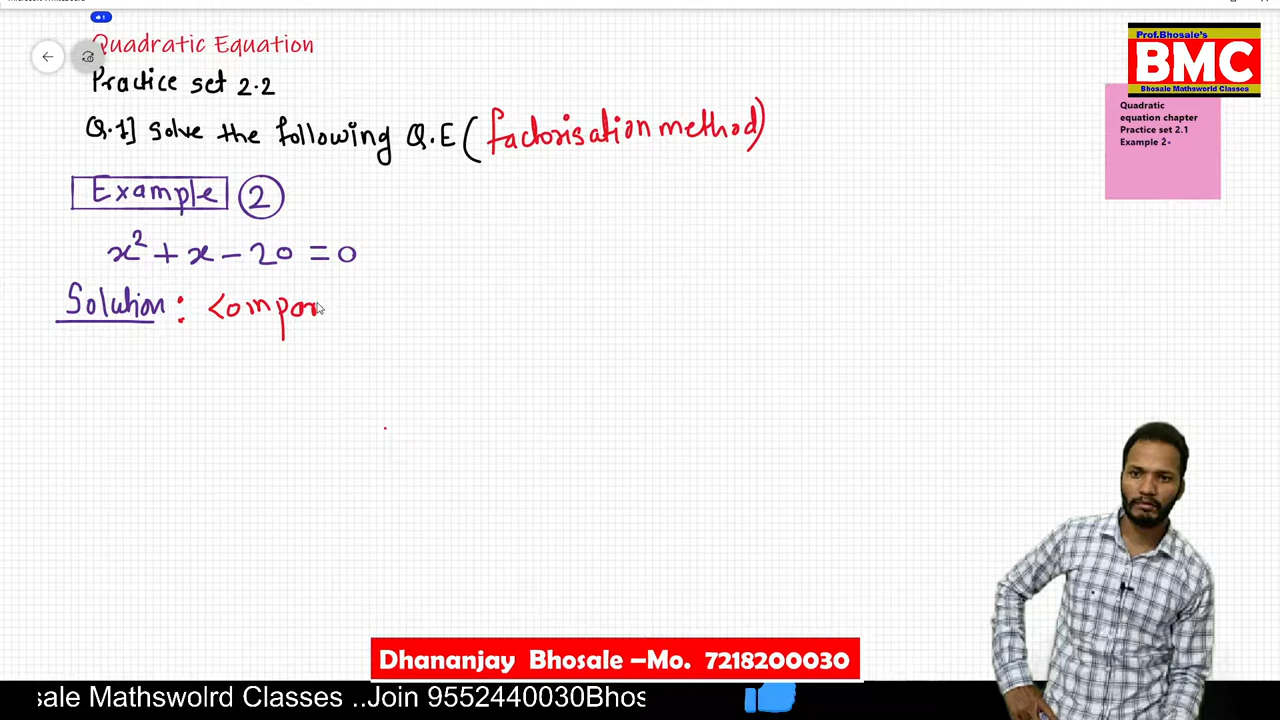 Quadratic Equation
Practice set 2.2
Q.1] Solve the following Q.E (factorisation method)
Example 2
x² + x - 20 = 0
Solution : Compar
Prof.Bhosale's
BMC
Bhosale Mathsworld Classes
Quadratic
equation chapter
Practice set 2.1
Example 2-
Dhananjay Bhosale –Mo. 7218200030
sale Mathswolrd Classes ..Join 9552440030Bhos